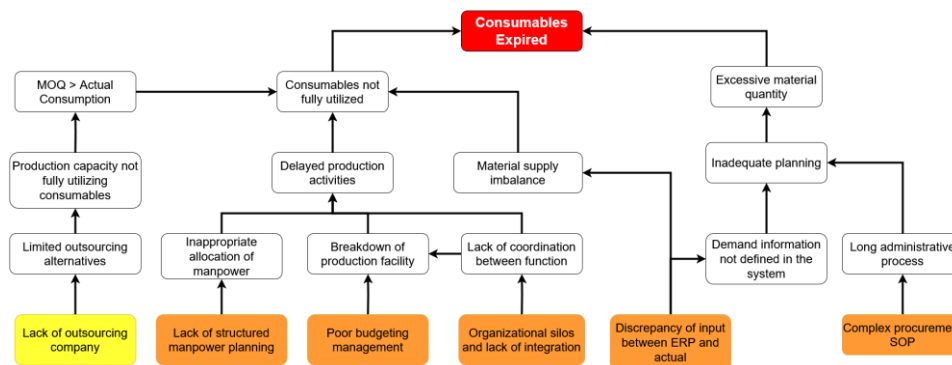 Consumables
Expired
MOQ > Actual
Consumption
Consumables not
fully utilized
Excessive material
quantity
Production capacity not
fully utilizing
consumables
Delayed production
activities
Material supply
imbalance
Inadequate planning
Limited outsourcing
alternatives
Inappropriate
allocation of
manpower
Breakdown of
production facility
Lack of coordination
between function
Demand information
not defined in the
system
Long administrative
process
Lack of outsourcing
company
Lack of structured
manpower planning
Poor budgeting
management
Organizational silos
and lack of integration
Discrepancy of input
between ERP and
actual
Complex procureme
SOP